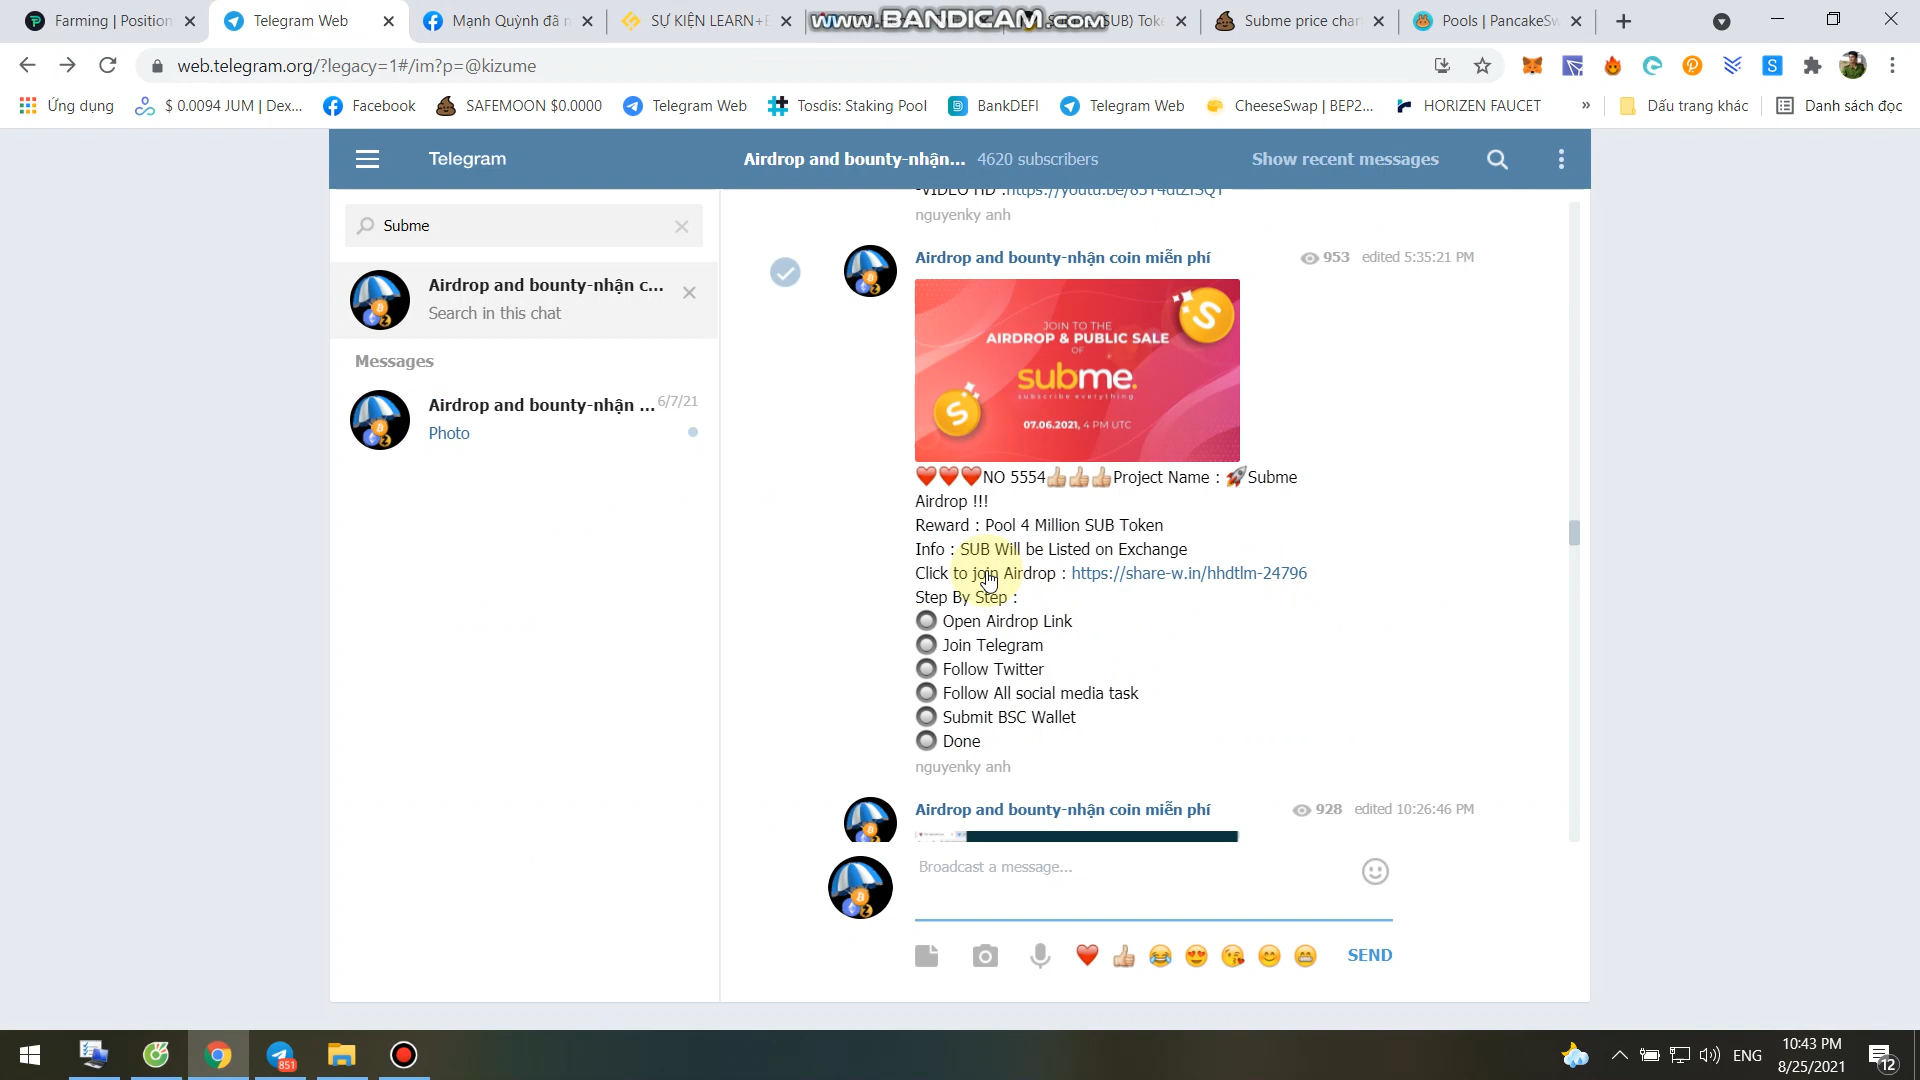 Farming | Position
Telegram Web
Mạnh Quỳnh đã
SỰ KIỆN LEARN+E
www.BANDICAM.com
Subme price char
Pools | PancakeSw
web.telegram.org/?legacy=1#/im?p=@kizume
Ứng dụng
$ 0.0094 JUM | Dex...
Facebook
SAFEMOON $0.0000
Telegram Web
Tosdis: Staking Pool
BankDEFI
Telegram Web
CheeseSwap | BEP2...
HORIZEN FAUCET
»
Dấu trang khác
Danh sách đọc
Telegram
Airdrop and bounty-nhận... 4620 subscribers
Show recent messages
Subme
Airdrop and bounty-nhận c...
Search in this chat
Messages
Airdrop and bounty-nhận ... 6/7/21
Photo
nguyenky anh
Airdrop and bounty-nhận coin miễn phí
953 edited 5:35:21 PM
JOIN TO THE
AIRDROP & PUBLIC SALE
OF
subme.
subscribe everything.
07.06.2021, 4 PM UTC
❤️❤️❤️NO 5554👍🏼👍🏼👍🏼Project Name : 🚀Subme
Airdrop !!!
Reward : Pool 4 Million SUB Token
Info : SUB Will be Listed on Exchange
Click to join Airdrop : https://share-w.in/hhdtlm-24796
Step By Step :
🔘 Open Airdrop Link
🔘 Join Telegram
🔘 Follow Twitter
🔘 Follow All social media task
🔘 Submit BSC Wallet
🔘 Done
nguyenky anh
Airdrop and bounty-nhận coin miễn phí
928 edited 10:26:46 PM
Broadcast a message...
SEND
851
ENG
10:43 PM
8/25/2021
12